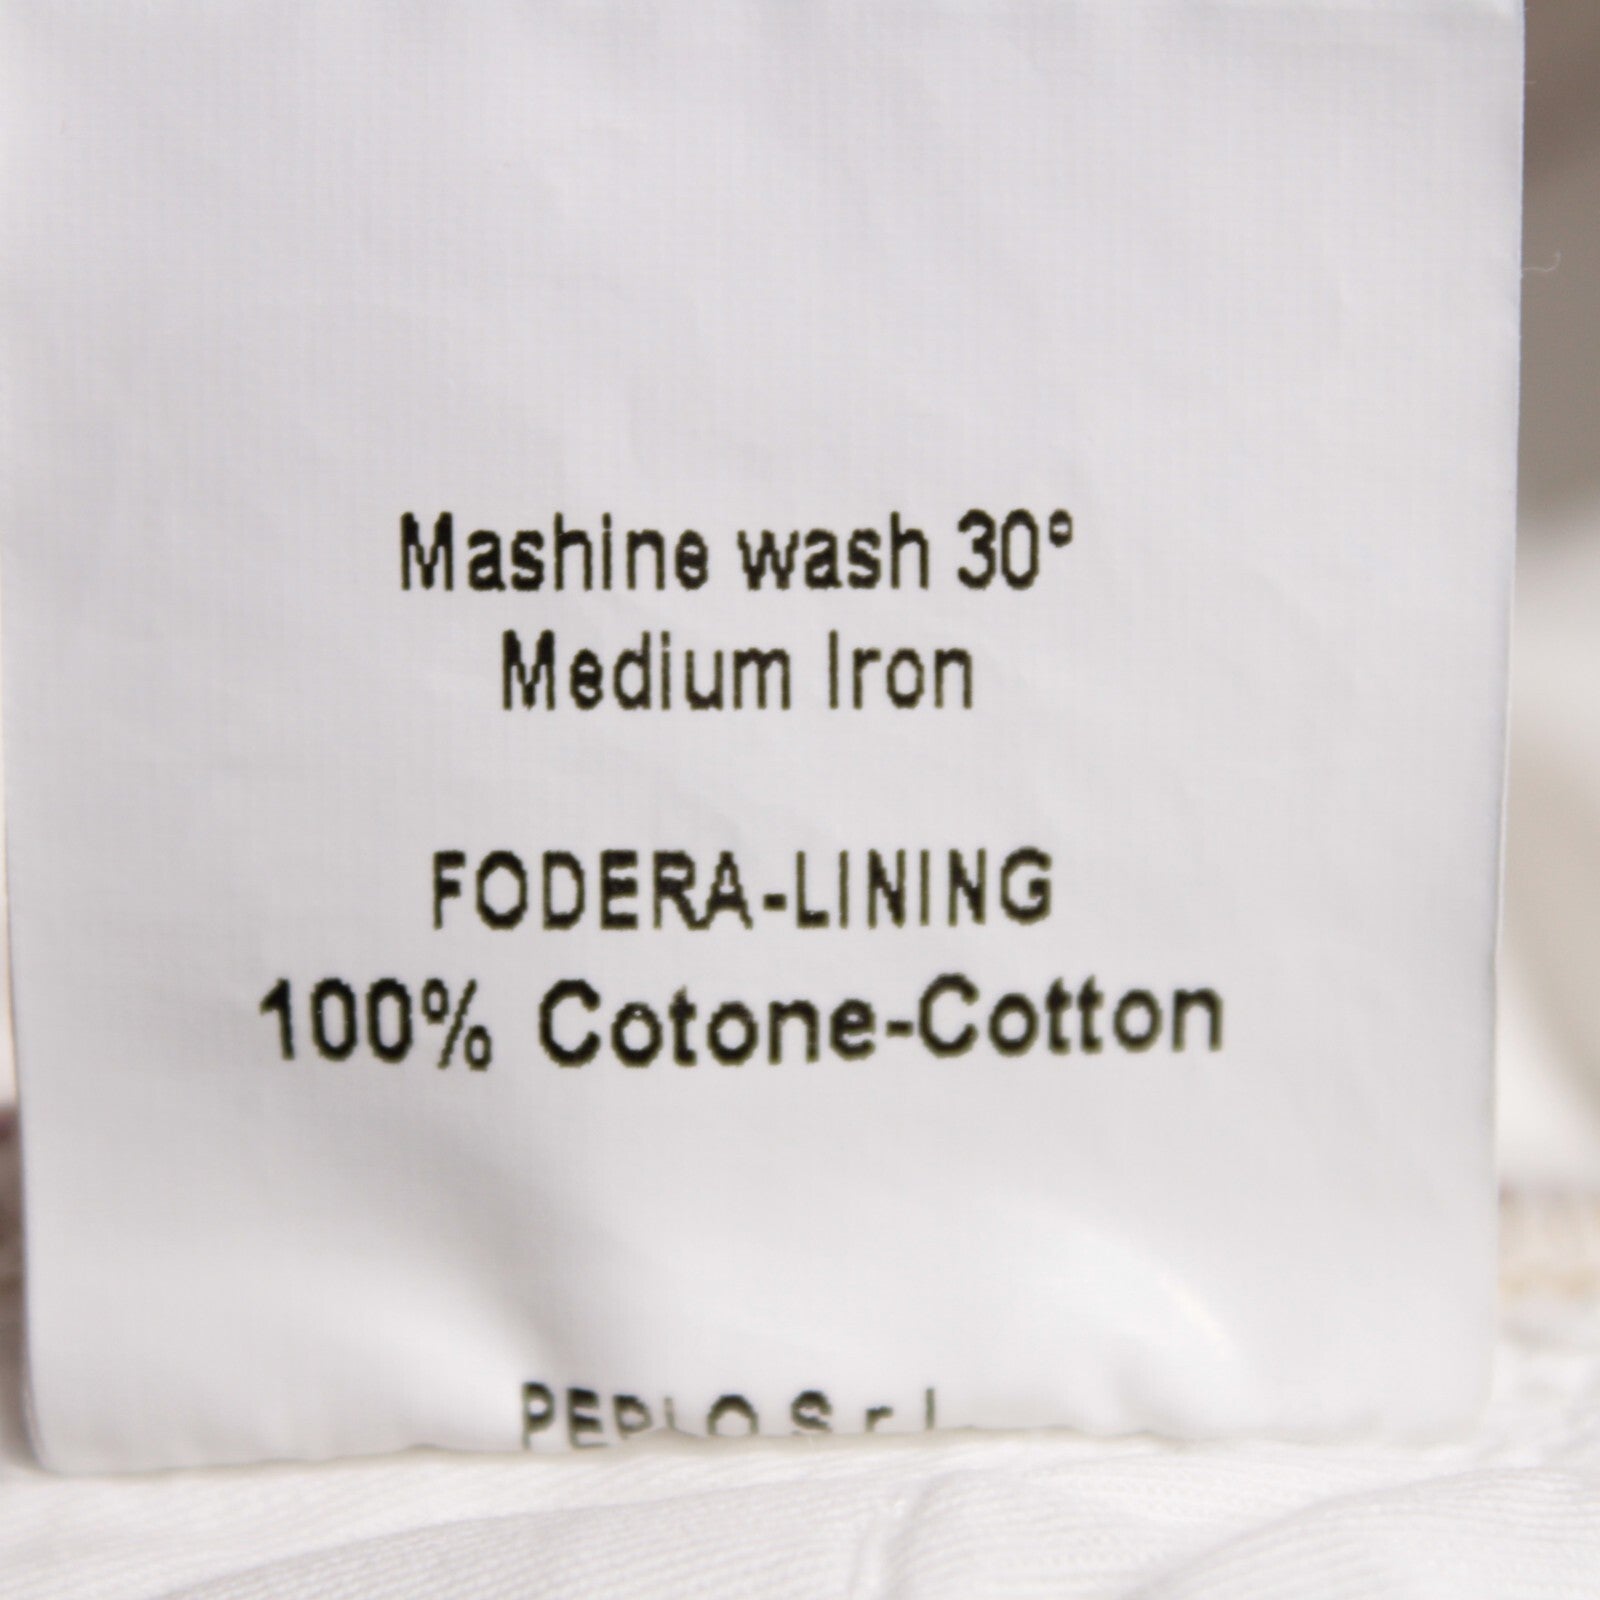 Mashine wash 30°
Medium Iron
FODERA-LINING
100% Cotone-Cotton
S r l